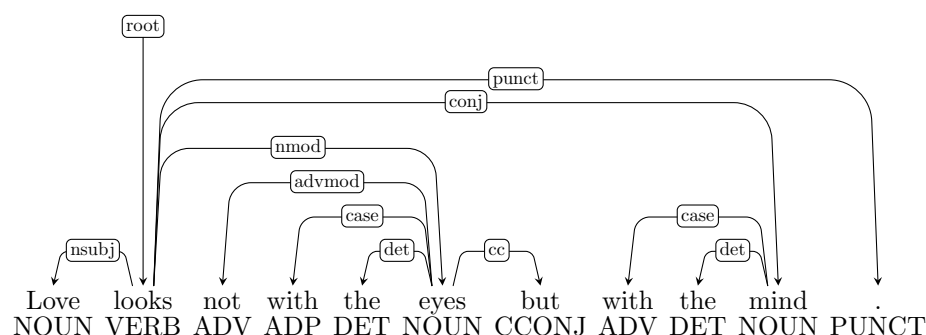 root
punct
conj
nmod
advmod
case case
nsubj det cc det
Love looks not with the eyes but with the mind .
NOUN VERB ADV ADP DET NOUN CCONJ ADV DET NOUN PUNCT